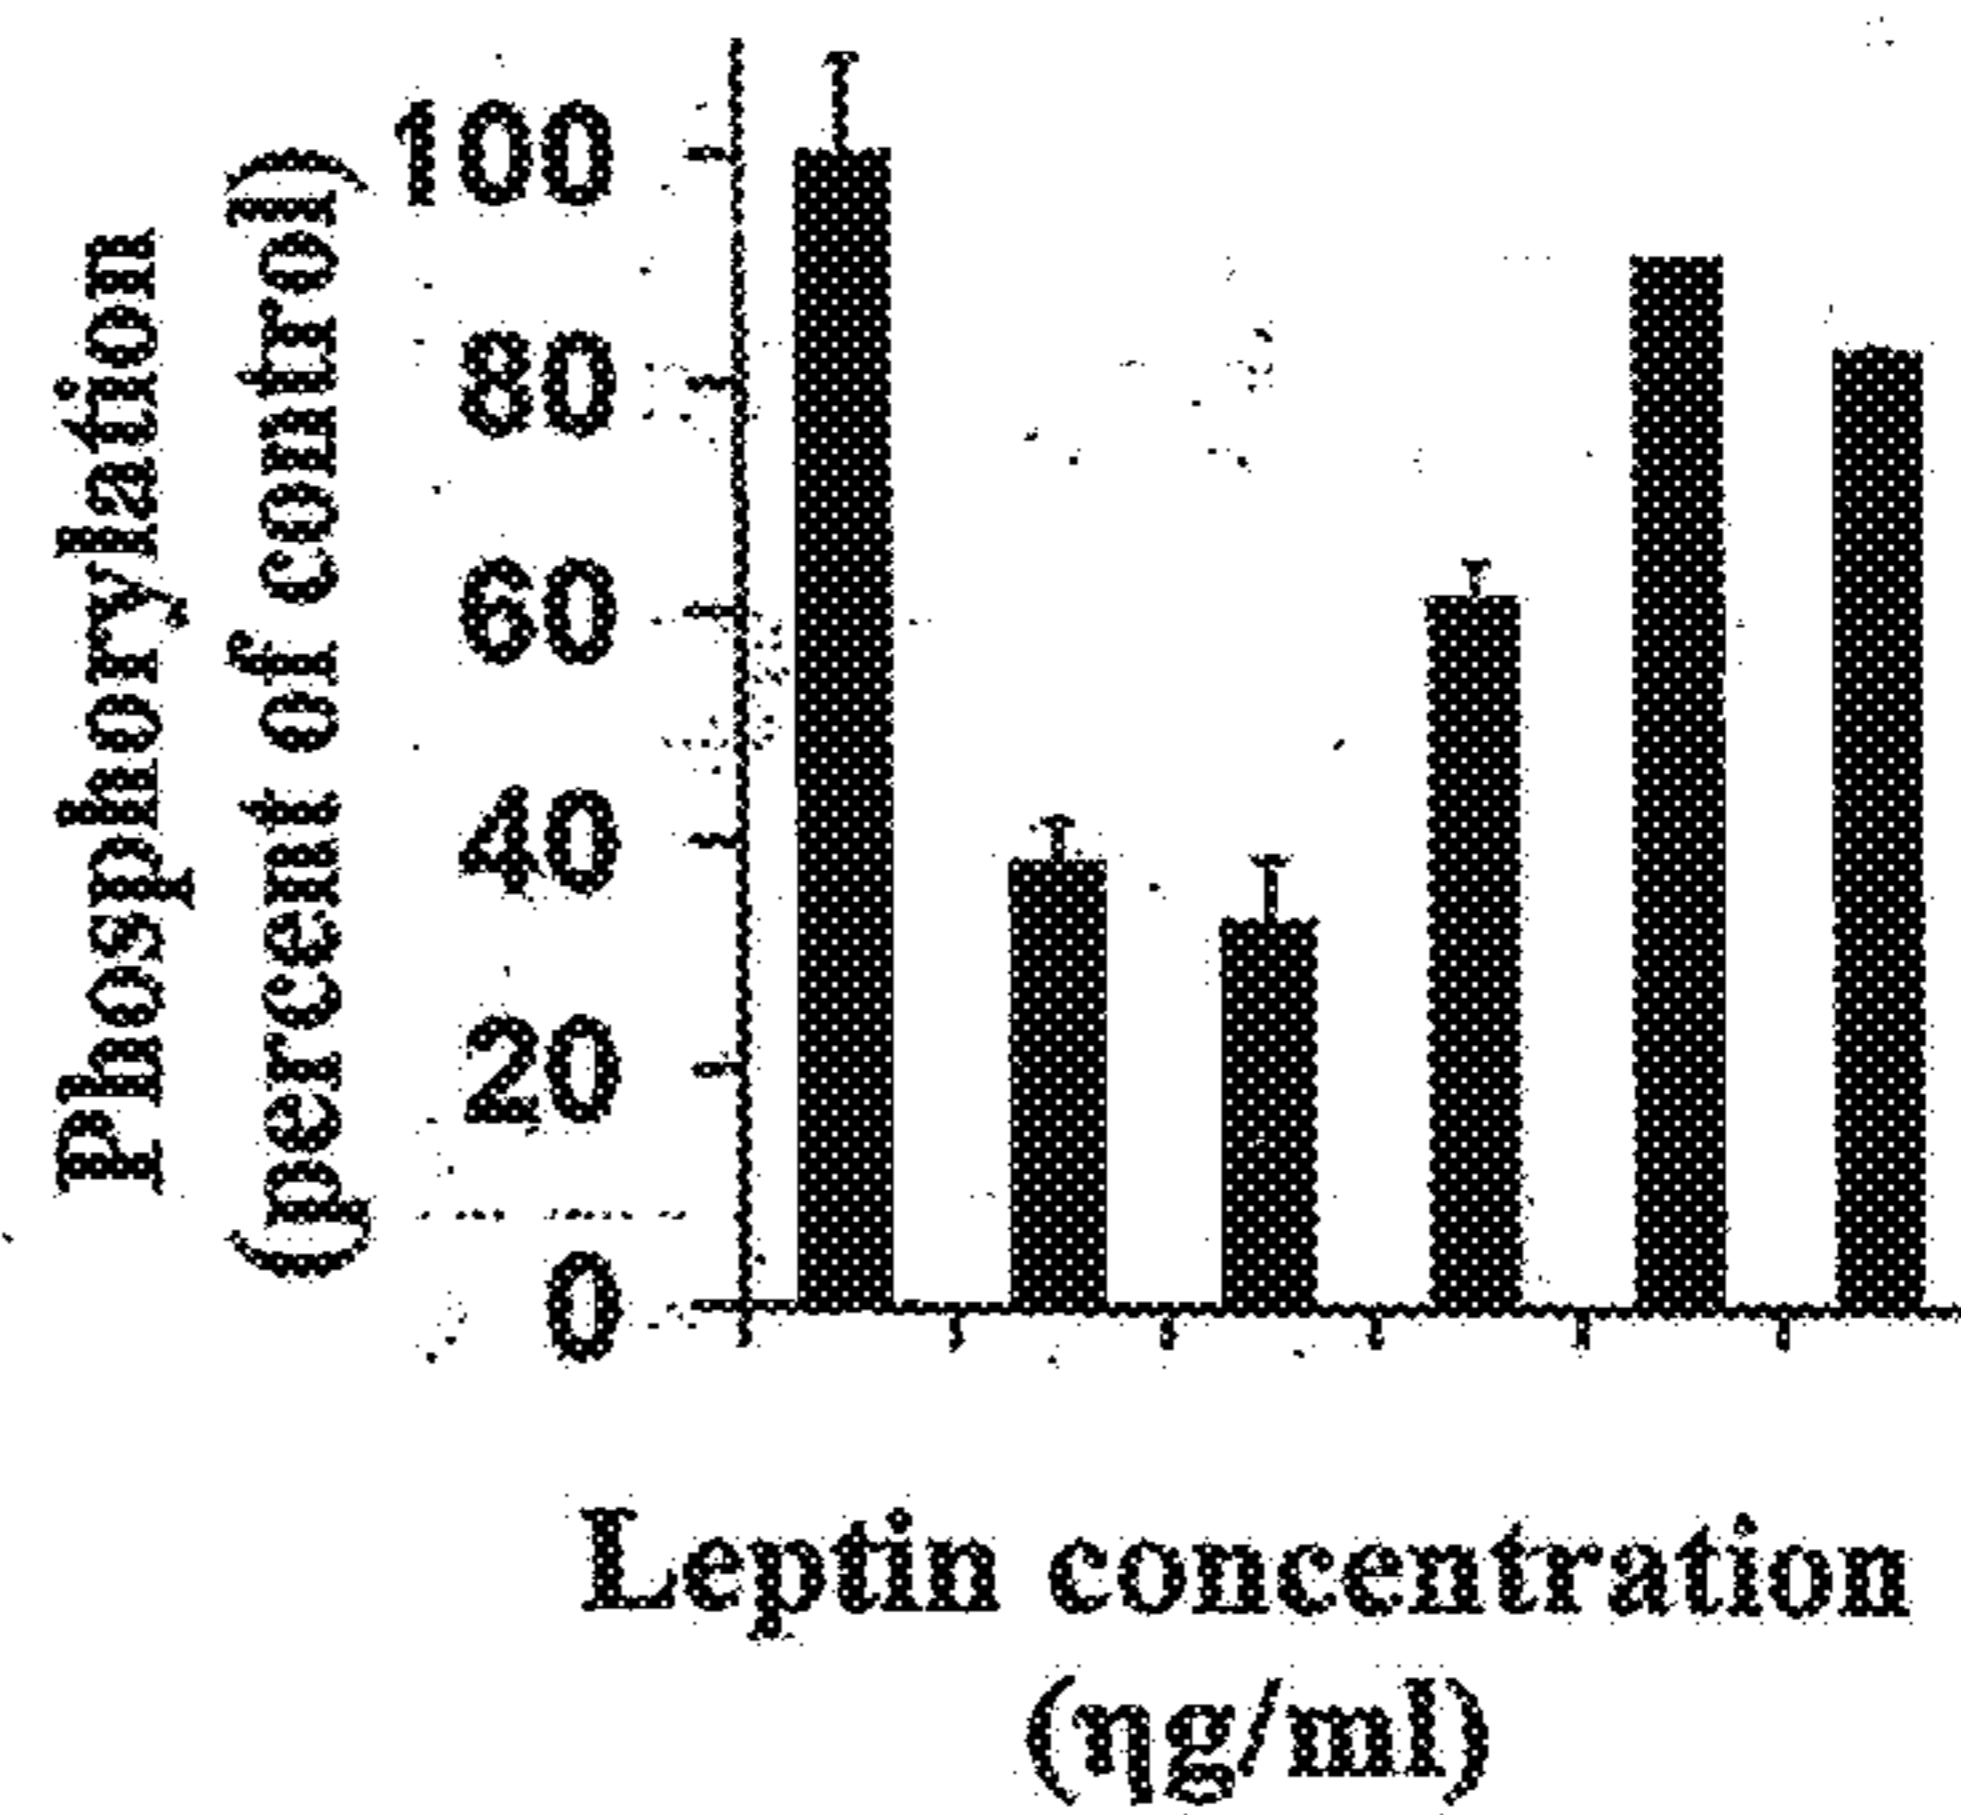 Phosphorylation
(percent of control)
100
80
60
40
20
0
Leptin concentration
(ηg/ml)